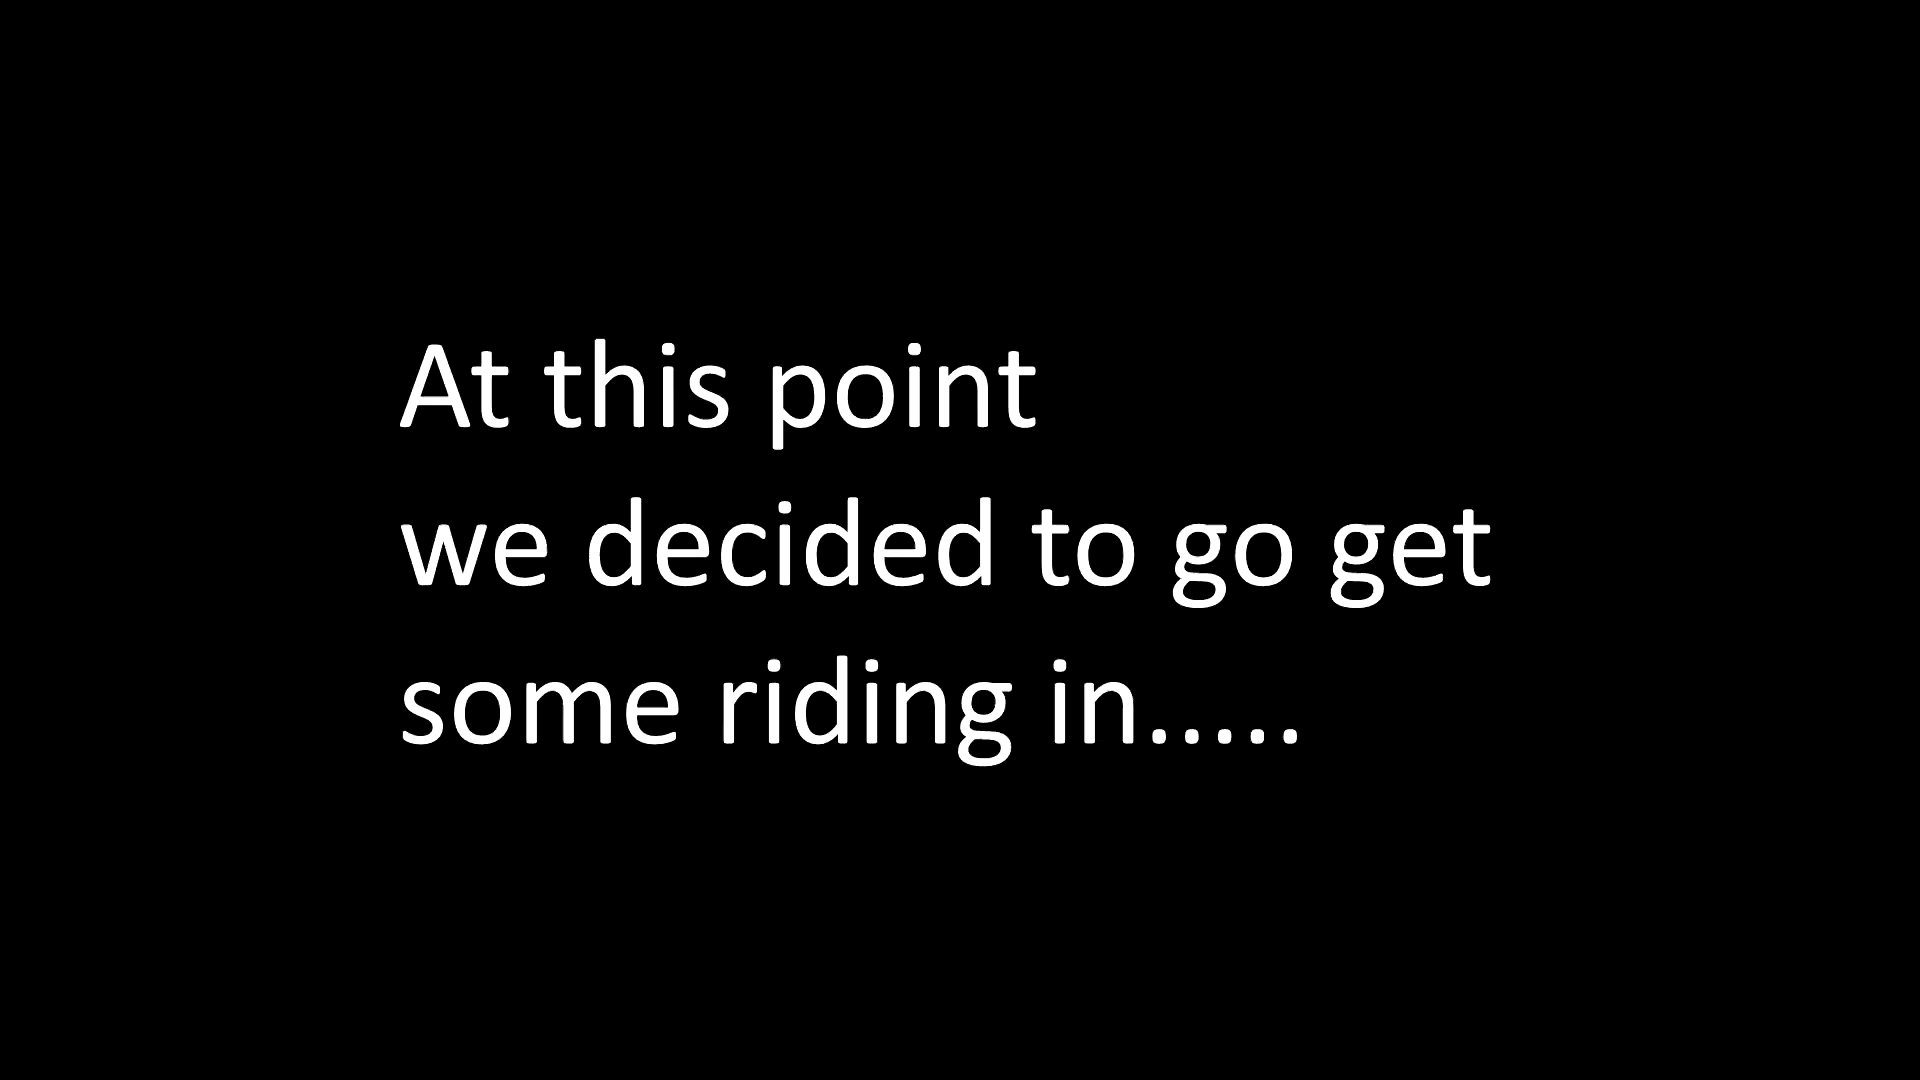 At this point
we decided to go get
some riding in.....